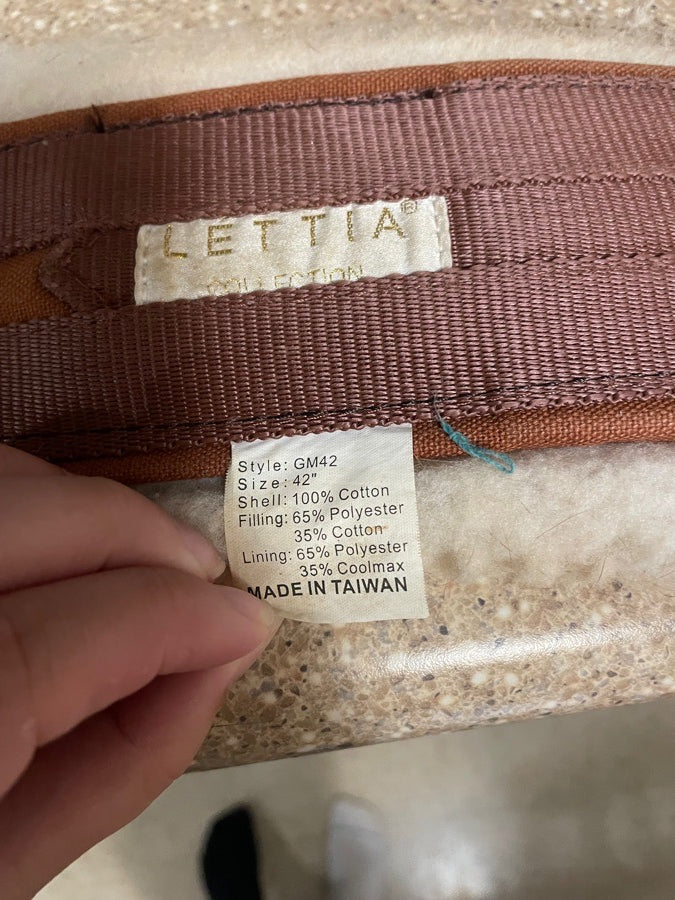 LÉTTIA®
COLLECTION
Style: GM42
Size: 42"
Shell: 100% Cotton
Filling: 65% Polyester
35% Cotton
Lining: 65% Polyester
35% Coolmax
MADE IN TAIWAN